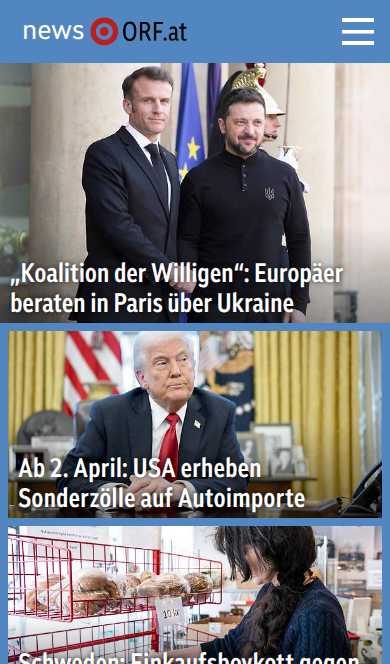 news ORF.at
„Koalition der Willigen“: Europäer
beraten in Paris über Ukraine
Ab 2. April: USA erheben
Sonderzölle auf Autoimporte
Schweden: Einkaufsboykott gegen